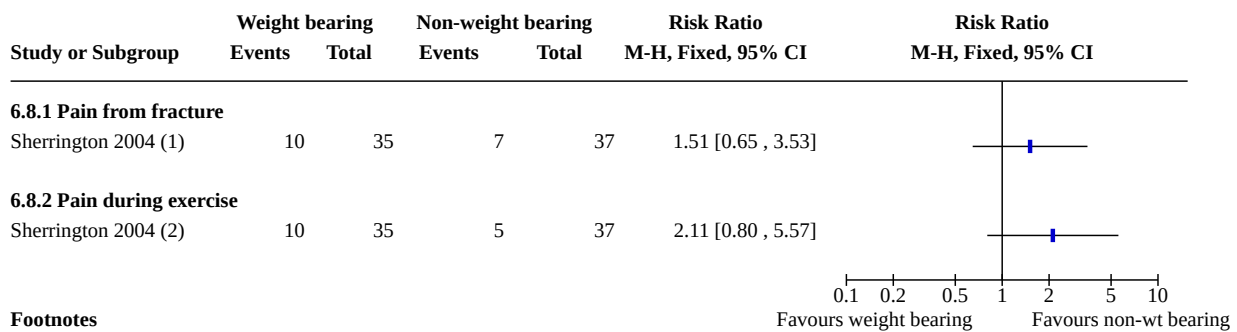 Weight bearing Non-weight bearing Risk Ratio Risk Ratio
Study or Subgroup Events Total Events Total M-H, Fixed, 95% CI M-H, Fixed, 95% CI
6.8.1 Pain from fracture
Sherrington 2004 (1) 10 35 7 37 1.51 [0.65 , 3.53]
6.8.2 Pain during exercise
Sherrington 2004 (2) 10 35 5 37 2.11 [0.80 , 5.57]
0.1 0.2 0.5 1 2 5 10
Favours weight bearing Favours non-wt bearing
Footnotes